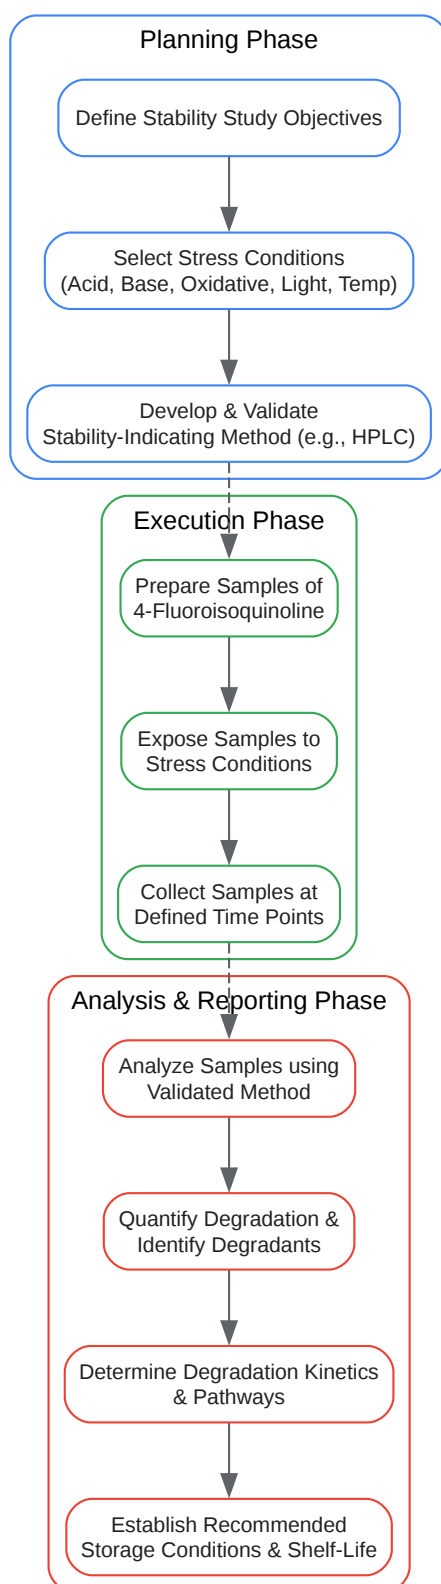 Planning Phase
Define Stability Study Objectives
Select Stress Conditions
(Acid, Base, Oxidative, Light, Temp)
Develop & Validate
Stability-Indicating Method (e.g., HPLC)
Execution Phase
Prepare Samples of
4-Fluoroisoquinoline
Expose Samples to
Stress Conditions
Collect Samples at
Defined Time Points
Analysis & Reporting Phase
Analyze Samples using
Validated Method
Quantify Degradation &
Identify Degradants
Determine Degradation Kinetics
& Pathways
Establish Recommended
Storage Conditions & Shelf-Life